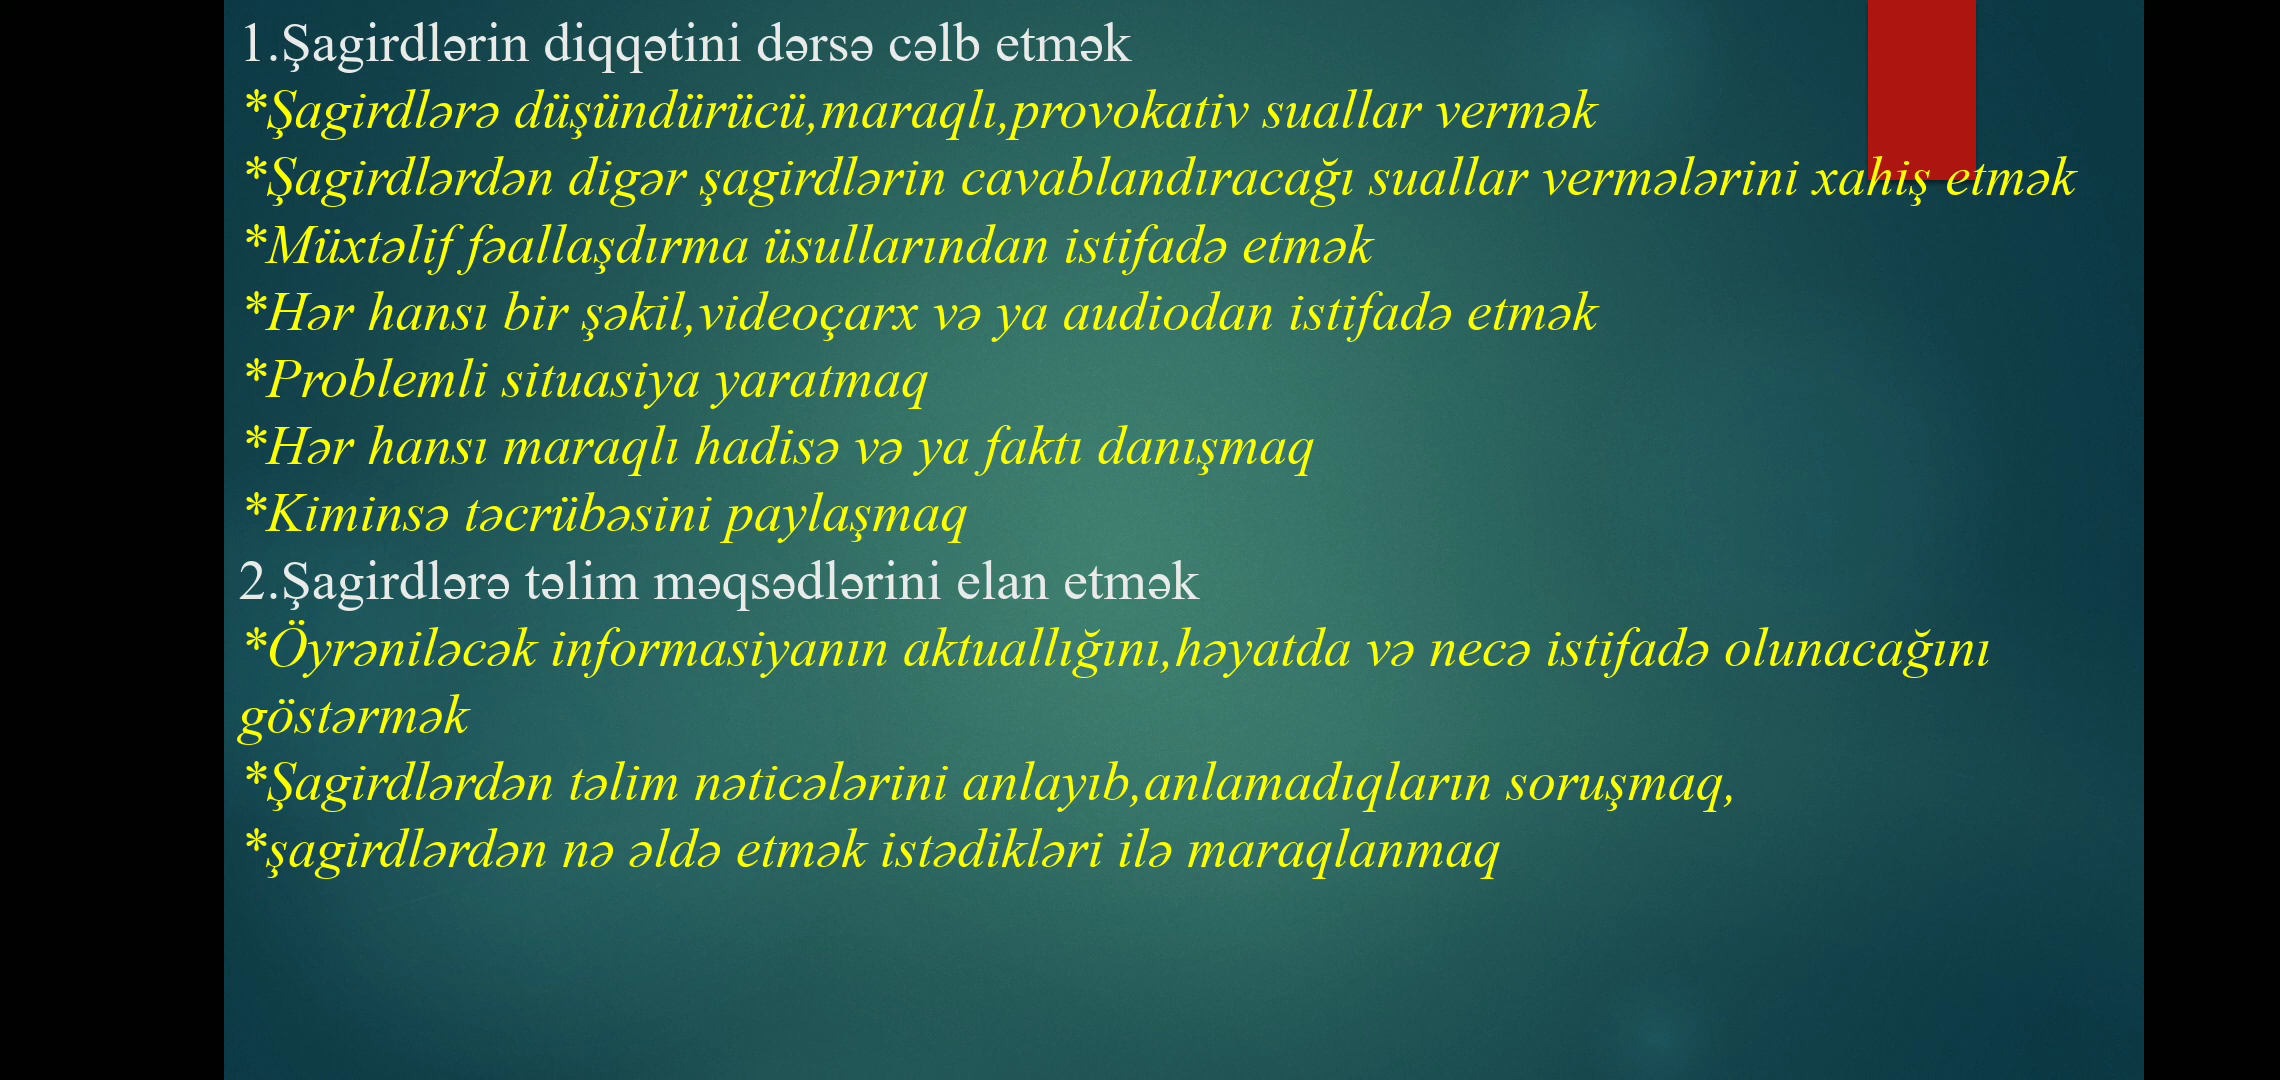 1.Şagirdlərin diqqətini dərsə cəlb etmək
*Şagirdlərə düşündürücü,maraqlı,provokativ suallar vermək
*Şagirdlərdən digər şagirdlərin cavablandıracağı suallar vermələrini xahiş etmək
*Müxtəlif fəallaşdırma üsullarından istifadə etmək
*Hər hansı bir şəkil,videoçarx və ya audiodan istifadə etmək
*Problemli situasiya yaratmaq
*Hər hansı maraqlı hadisə və ya faktı danışmaq
*Kiminsə təcrübəsini paylaşmaq
2.Şagirdlərə təlim məqsədlərini elan etmək
*Öyrəniləcək informasiyanın aktuallığını,həyatda və necə istifadə olunacağını
göstərmək
*Şagirdlərdən təlim nəticələrini anlayıb,anlamadıqların soruşmaq,
*şagirdlərdən nə əldə etmək istədikləri ilə maraqlanmaq